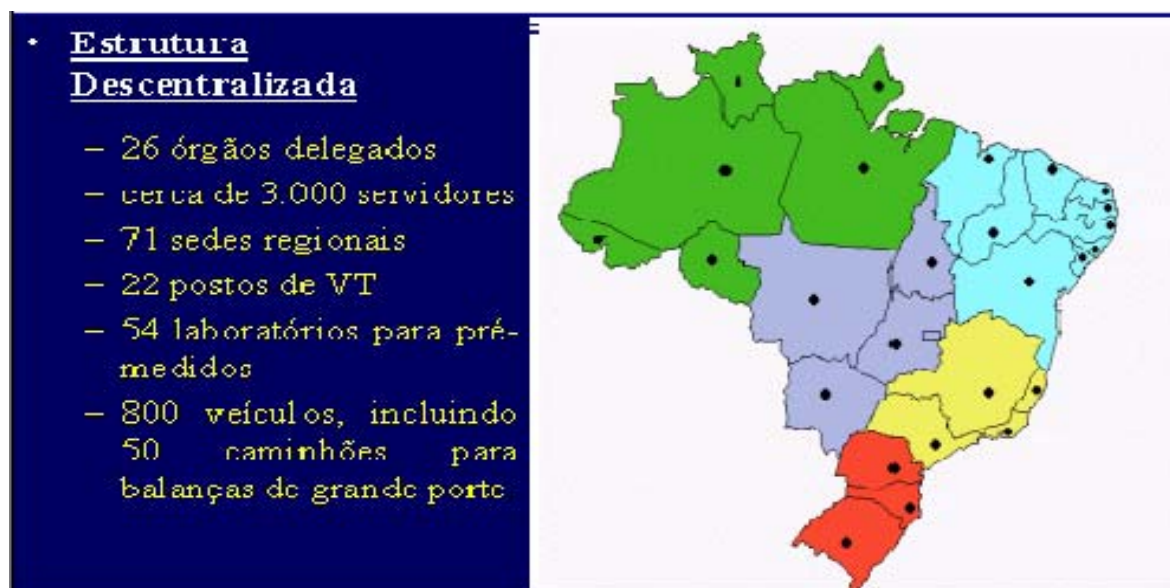 • Estrutura
Descentralizada
– 26 órgãos delegados
– cerca de 3.000 servidores
– 71 sedes regionais
– 22 postos de VT
– 54 laboratórios para pré-
medidos
– 800 veículos, incluindo
50 caminhões para
balanças de grande porte